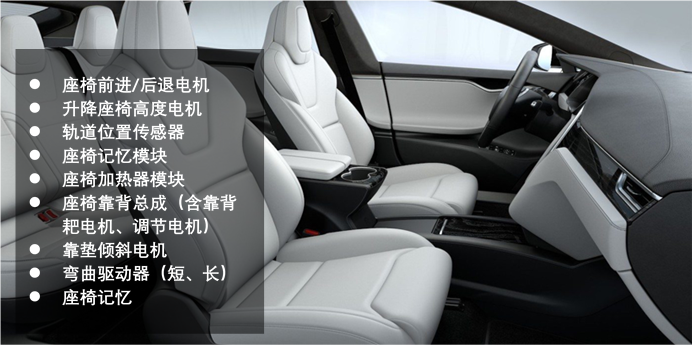 ● 座椅前进/后退电机
● 升降座椅高度电机
● 轨道位置传感器
● 座椅记忆模块
● 座椅加热器模块
● 座椅靠背总成（含靠背
耙电机、调节电机）
● 靠垫倾斜电机
● 弯曲驱动器（短、长）
● 座椅记忆